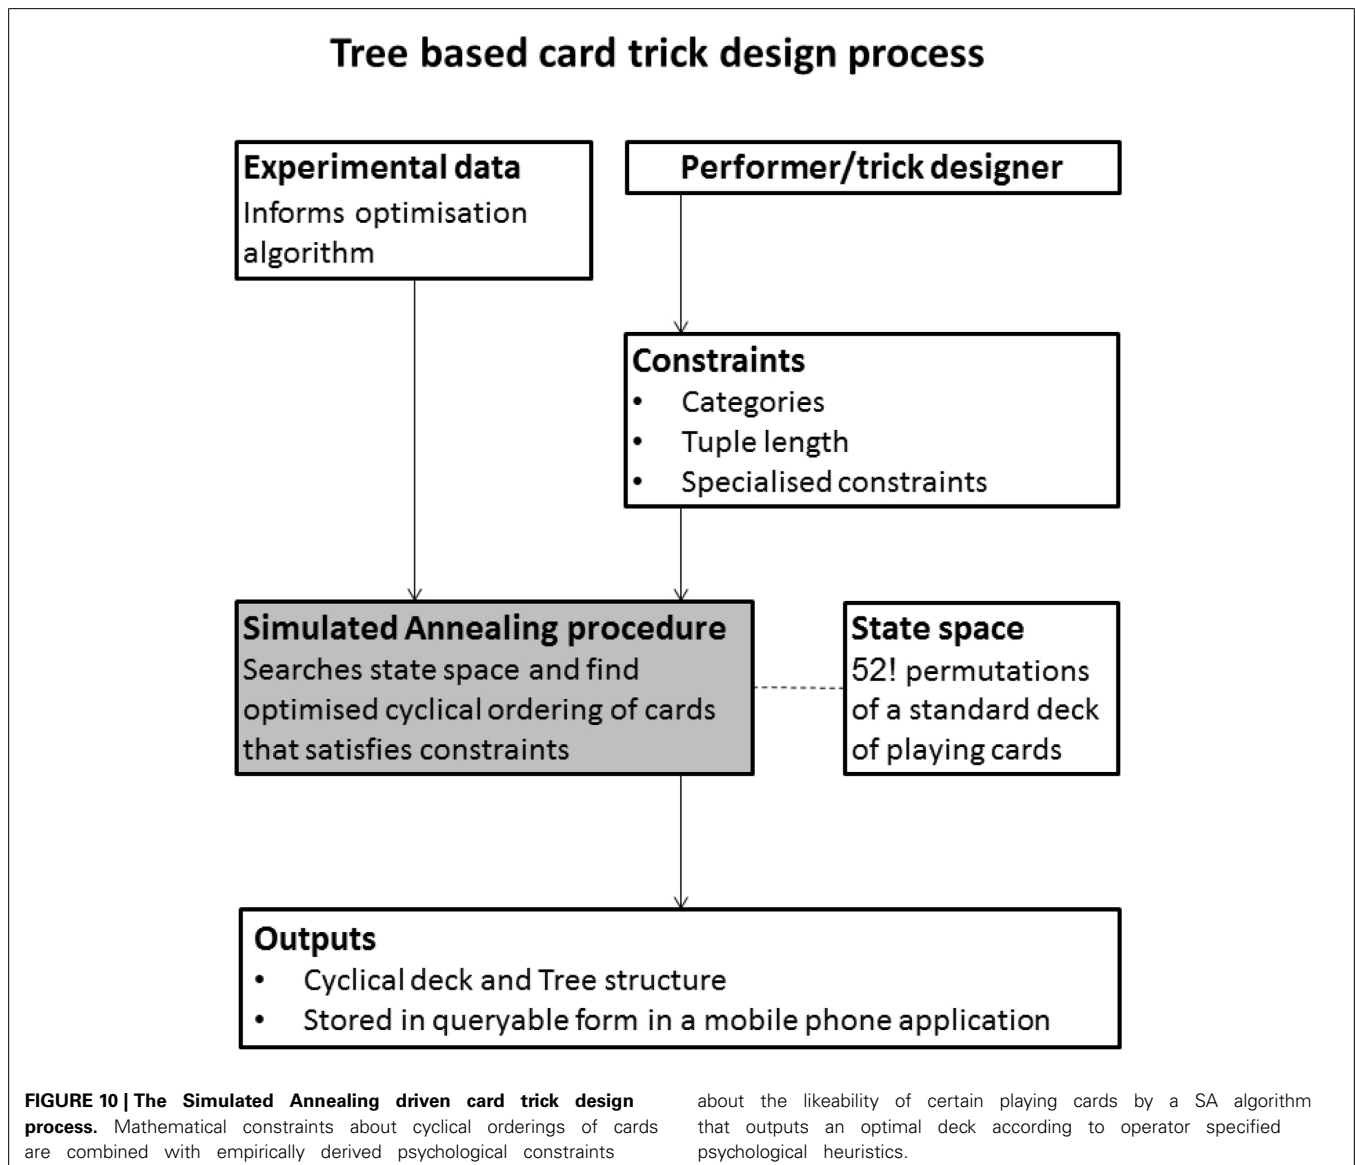 Tree based card trick design process
Experimental data
Informs optimisation
algorithm
Performer/trick designer
Constraints
• Categories
• Tuple length
• Specialised constraints
Simulated Annealing procedure
Searches state space and find
optimised cyclical ordering of cards
that satisfies constraints
State space
52! permutations
of a standard deck
of playing cards
Outputs
• Cyclical deck and Tree structure
• Stored in queryable form in a mobile phone application
FIGURE 10 | The Simulated Annealing driven card trick design
process. Mathematical constraints about cyclical orderings of cards
are combined with empirically derived psychological constraints
about the likeability of certain playing cards by a SA algorithm
that outputs an optimal deck according to operator specified
psychological heuristics.